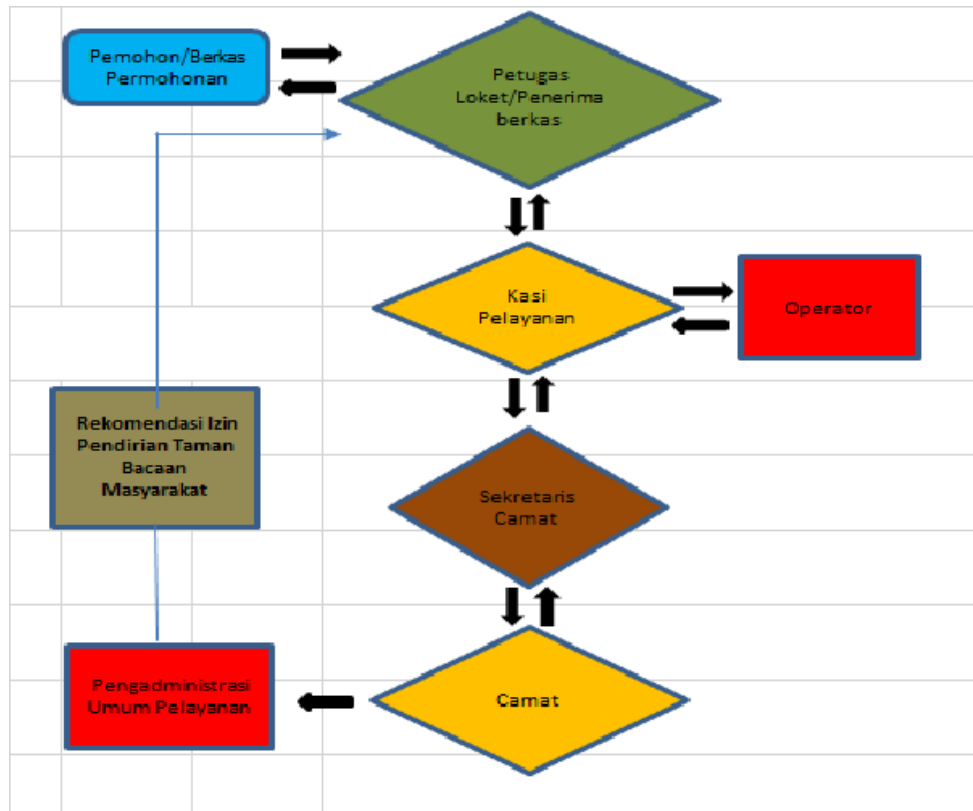 Pemohon/Berkas
Permohonan
Petugas
Loket/Penerima
berkas
Kasi
Pelayanan
Operator
Rekomendasi Izin
Pendirian Taman
Bacaan
Masyarakat
Sekretaris
Camat
Pengadministrasi
Umum Pelayanan
Camat